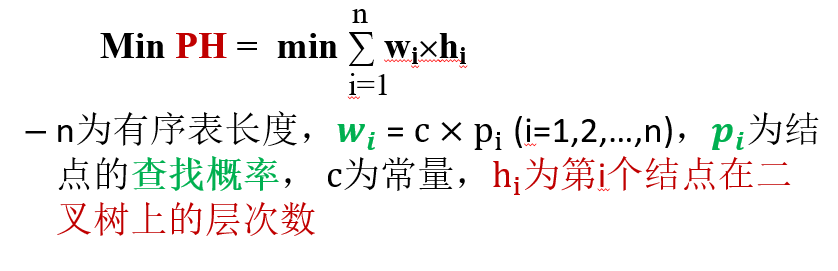 n
Min PH = min ∑ wᵢ×hᵢ
i=1
– n为有序表长度，wᵢ = c × pᵢ (i=1,2,…,n)，pᵢ为结
点的查找概率， c为常量，hᵢ为第i个结点在二
叉树上的层次数